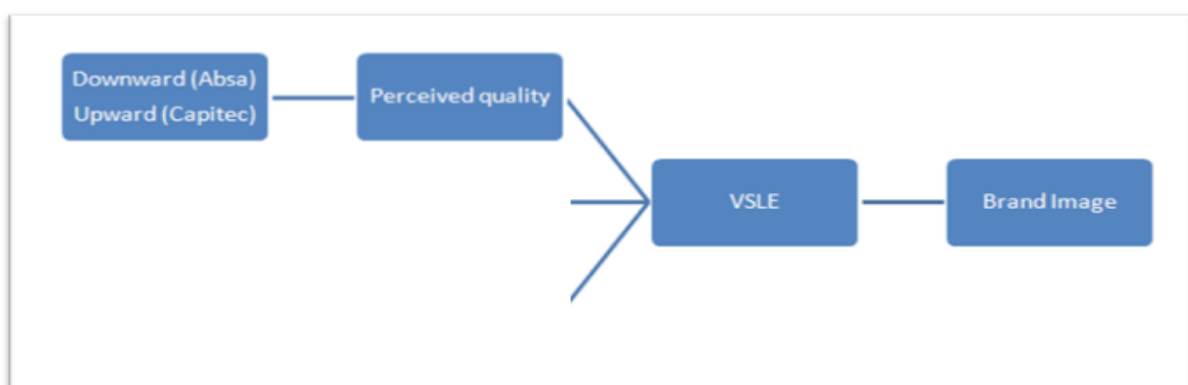 Downward (Absa)
Upward (Capitec)
Perceived quality
VSLE
Brand Image